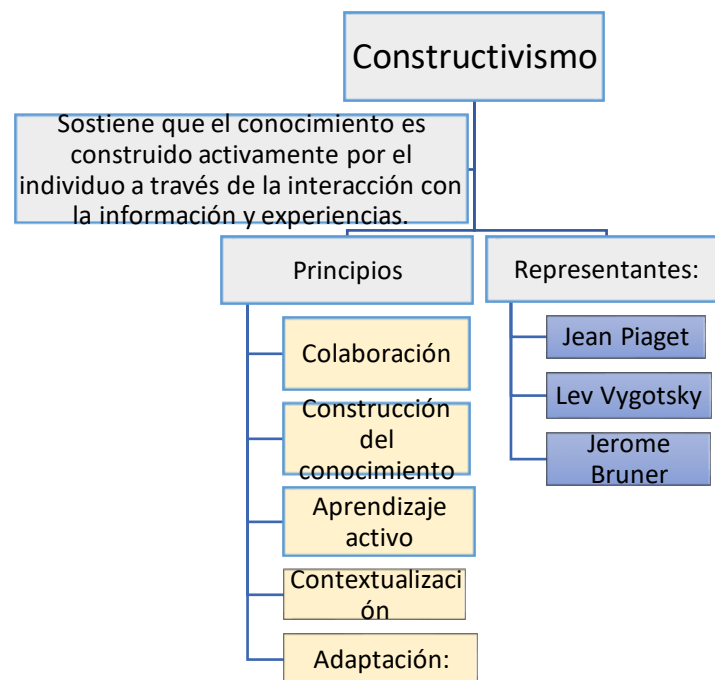 Constructivismo
Sostiene que el conocimiento es
construido activamente por el
individuo a través de la interacción con
la información y experiencias.
Principios
Colaboración
Construcción
del
conocimiento
Aprendizaje
activo
Contextualizaci
ón
Adaptación:
Representantes:
Jean Piaget
Lev Vygotsky
Jerome
Bruner